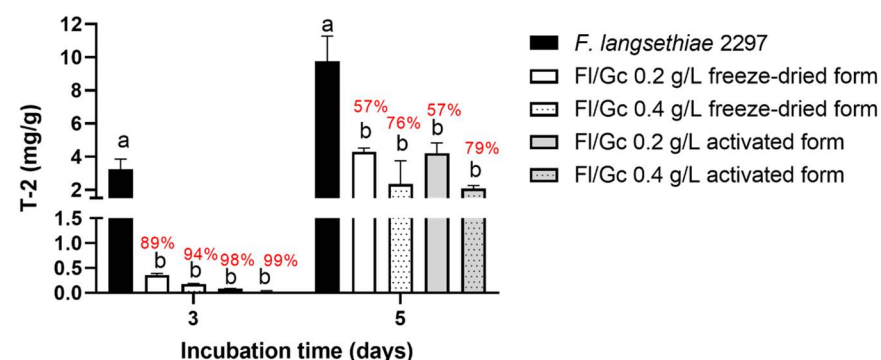 12
10
8
6
4
2
1.5
1.0
0.5
0.0
T-2 (mg/g)
a
89%
b
94%
b
98%
b
99%
b
a
57%
b
76%
b
57%
b
79%
b
3
5
Incubation time (days)
F. langsethiae 2297
Fl/Gc 0.2 g/L freeze-dried form
Fl/Gc 0.4 g/L freeze-dried form
Fl/Gc 0.2 g/L activated form
Fl/Gc 0.4 g/L activated form